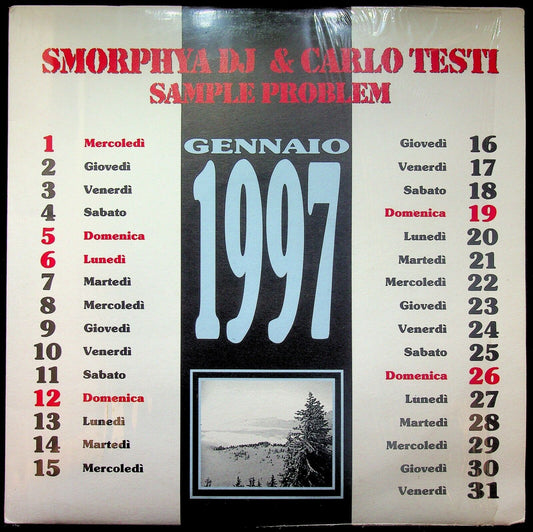 SMORPHYA DJ & CARLO TESTI
SAMPLE PROBLEM
GENNAIO
1997
1 Mercoledì
2 Giovedì
3 Venerdì
4 Sabato
5 Domenica
6 Lunedì
7 Martedì
8 Mercoledì
9 Giovedì
10 Venerdì
11 Sabato
12 Domenica
13 Lunedì
14 Martedì
15 Mercoledì
Giovedì 16
Venerdì 17
Sabato 18
Domenica 19
Lunedì 20
Martedì 21
Mercoledì 22
Giovedì 23
Venerdì 24
Sabato 25
Domenica 26
Lunedì 27
Martedì 28
Mercoledì 29
Giovedì 30
Venerdì 31